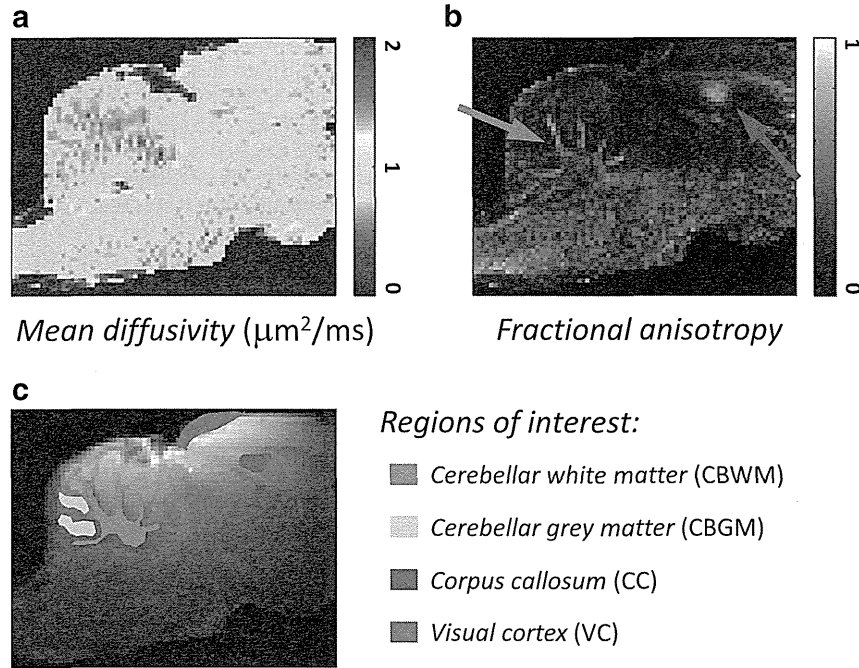 a
2
1
0
Mean diffusivity (μm²/ms)
b
1
0
Fractional anisotropy
c
Regions of interest:
Cerebellar white matter (CBWM)
Cerebellar grey matter (CBGM)
Corpus callosum (CC)
Visual cortex (VC)